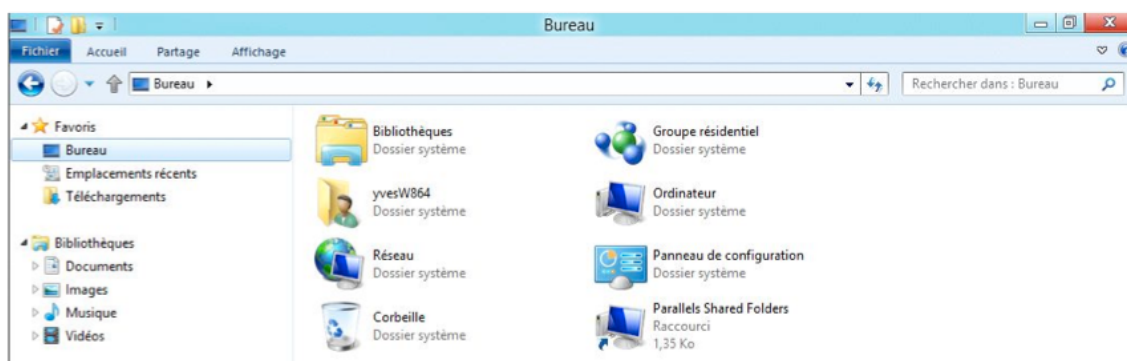 Bureau
Fichier Accueil Partage Affichage
Bureau Rechercher dans : Bureau
Favoris
Bureau
Emplacements récents
Téléchargements
Bibliothèques
Documents
Images
Musique
Vidéos
Bibliothèques
Dossier système
Groupe résidentiel
Dossier système
yvesW864
Dossier système
Ordinateur
Dossier système
Réseau
Dossier système
Panneau de configuration
Dossier système
Corbeille
Dossier système
Parallels Shared Folders
Raccourci
1,35 Ko